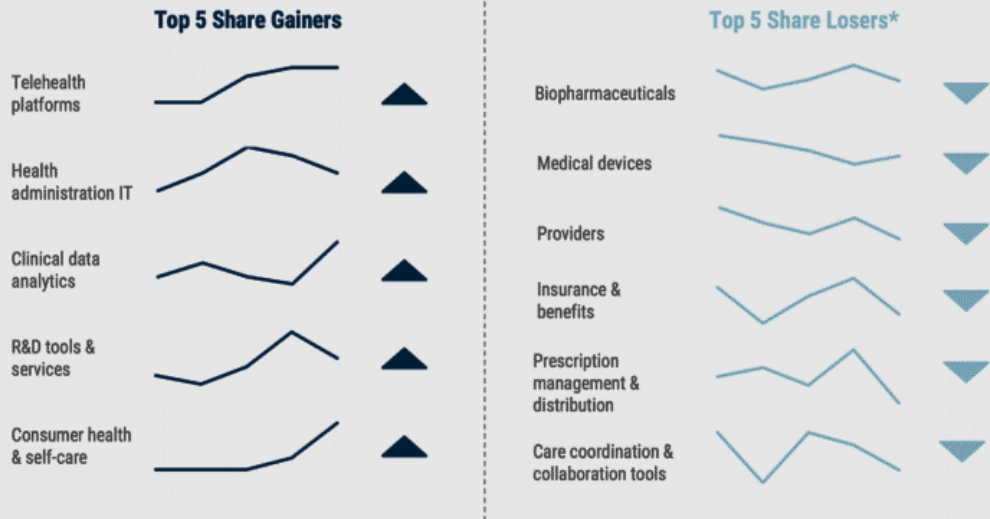 Top 5 Share Gainers
Telehealth
platforms
Health
administration IT
Clinical data
analytics
R&D tools &
services
Consumer health
& self-care
Top 5 Share Losers*
Biopharmaceuticals
Medical devices
Providers
Insurance &
benefits
Prescription
management &
distribution
Care coordination &
collaboration tools